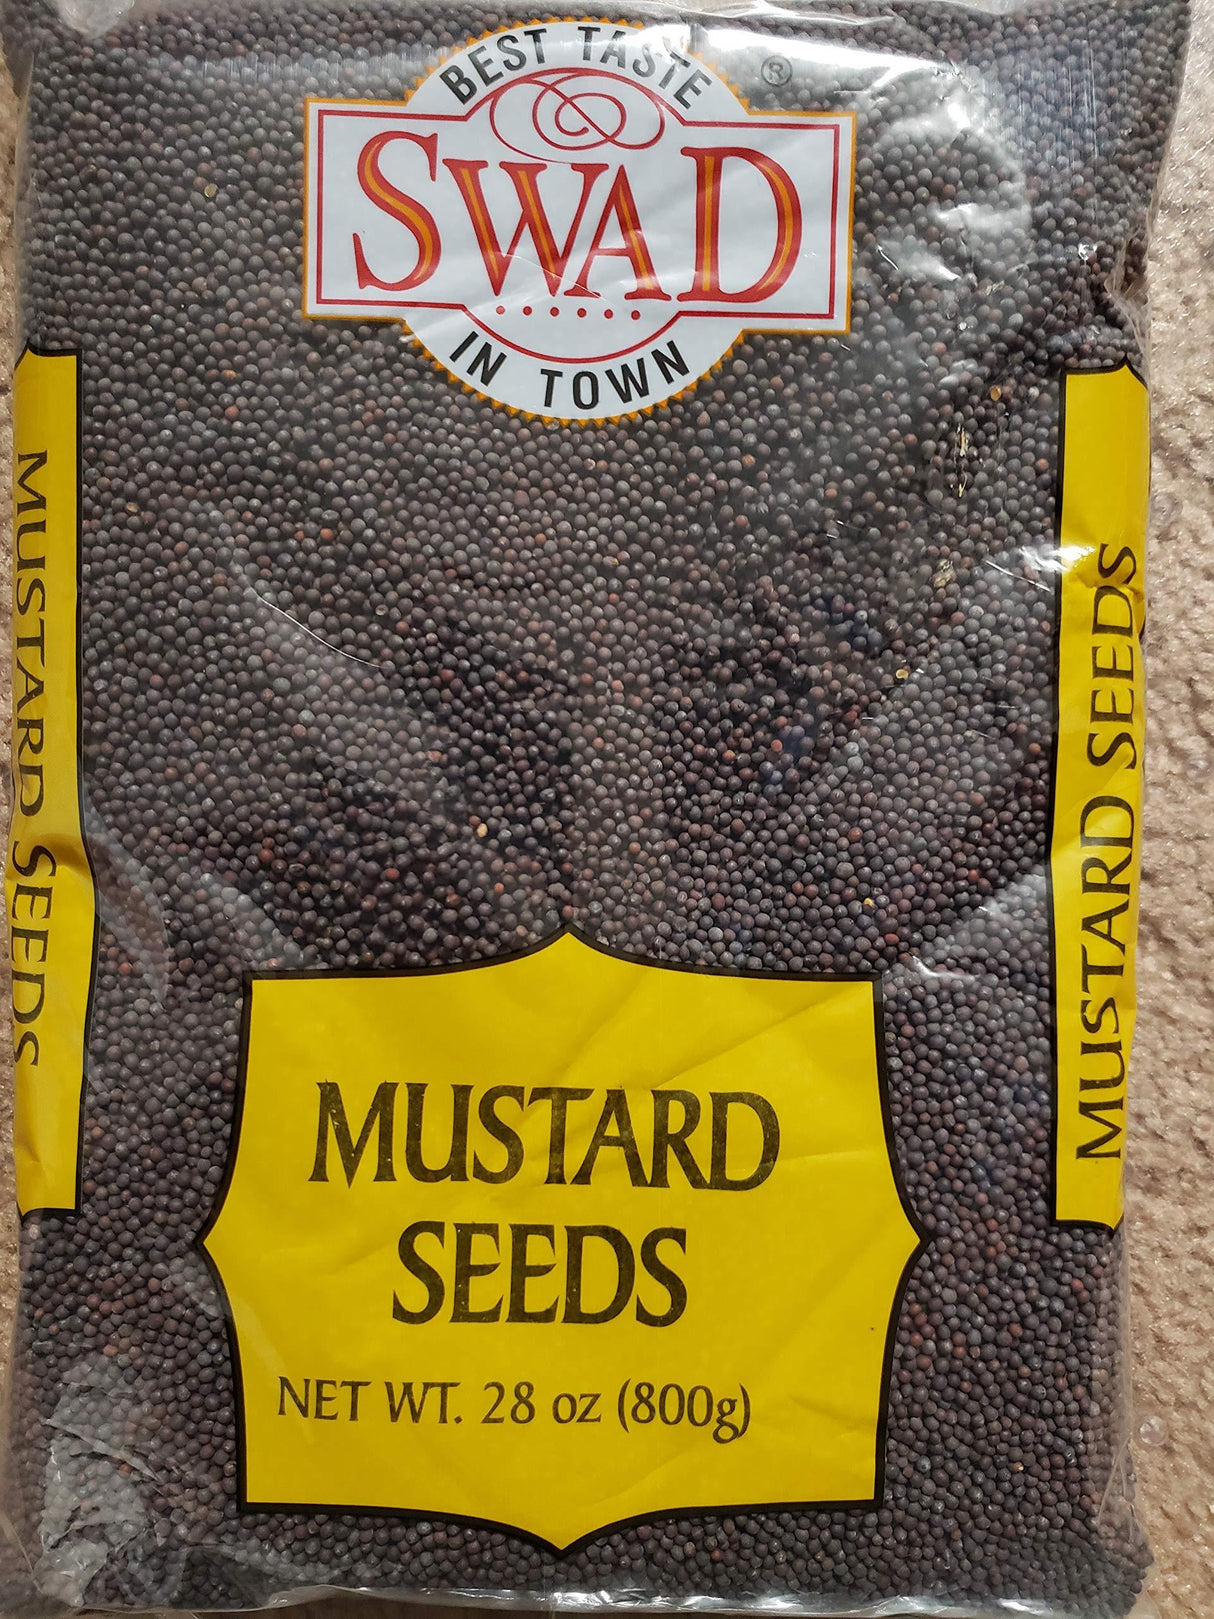 BEST TASTE
®
SWAD
IN TOWN
MUSTARD SEEDS
MUSTARD SEEDS
MUSTARD
SEEDS
NET WT. 28 oz (800g)